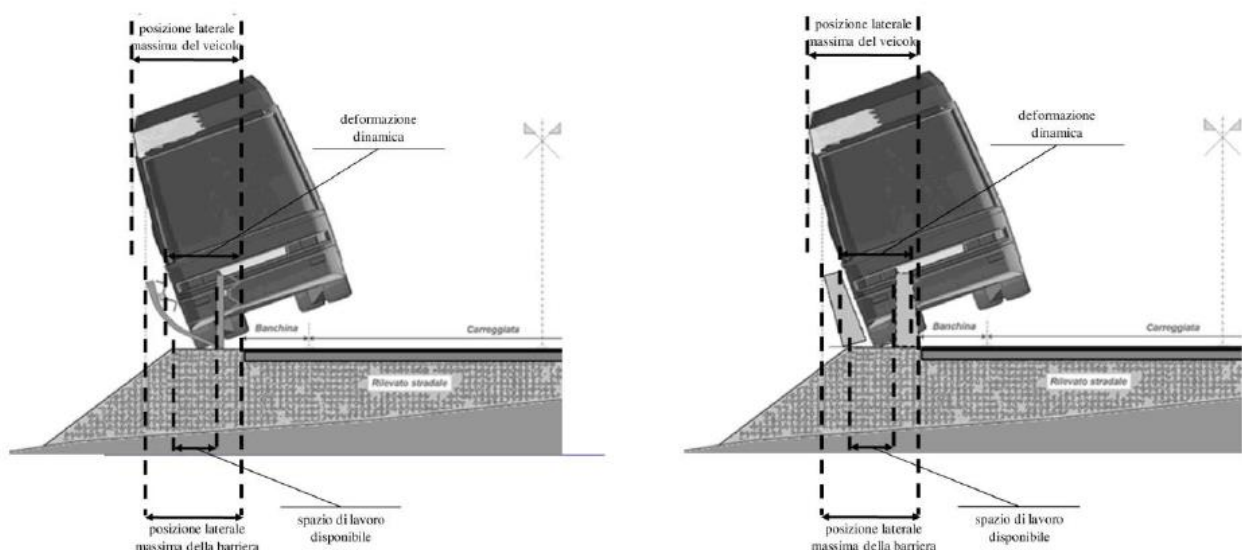 posizione laterale
massima del veicolo
deformazione
dinamica
Banchina
Carreggiata
Rilevato stradale
spazio di lavoro
disponibile
posizione laterale
massima della barriera
posizione laterale
massima del veicolo
deformazione
dinamica
Banchina
Carreggiata
Rilevato stradale
spazio di lavoro
disponibile
posizione laterale
massima della barriera